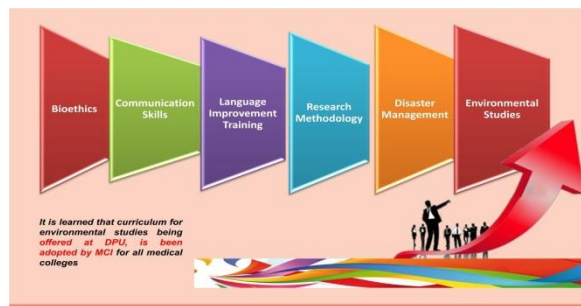 Bioethics
Communication
Skills
Language
Improvement
Training
Research
Methodology
Disaster
Management
Environmental
Studies
It is learned that curriculum for
environmental studies being
offered at DPU, is been
adopted by MCI for all medical
colleges